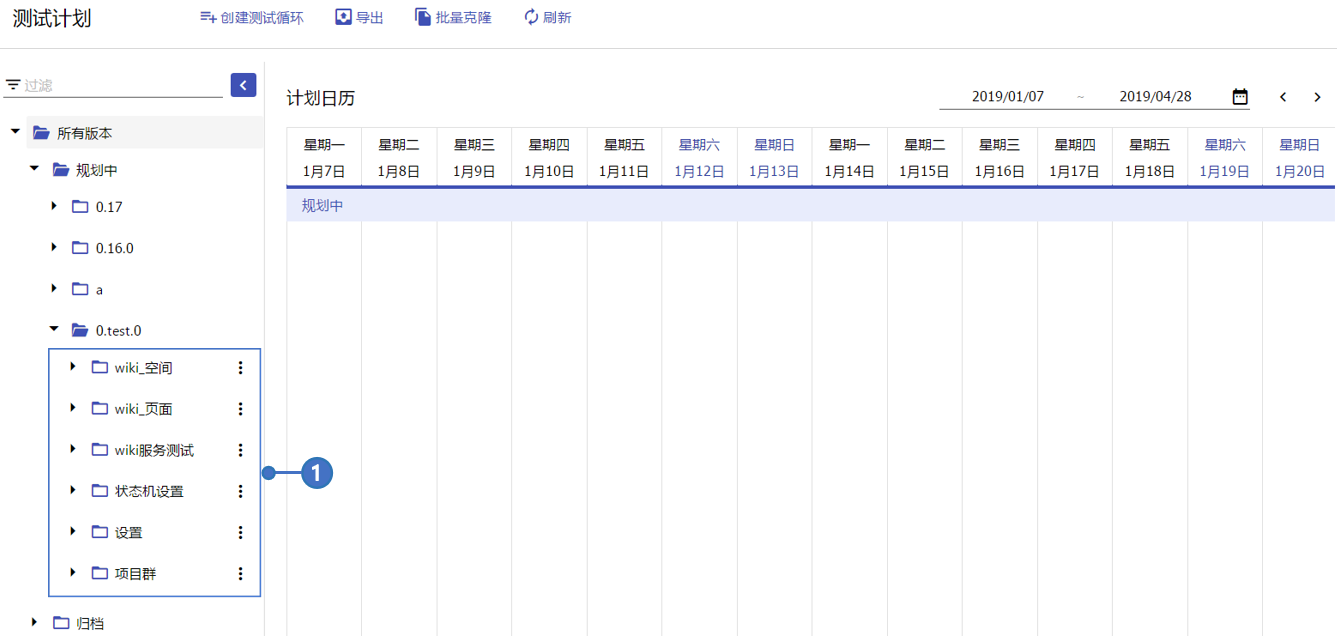 测试计划 创建测试循环 导出 批量克隆 刷新
过滤
计划日历 2019/01/07 ~ 2019/04/28
所有版本
规划中
0.17
0.16.0
a
0.test.0
wiki_空间
wiki_页面
wiki服务测试
状态机设置
设置
项目群
归档
星期一 星期二 星期三 星期四 星期五 星期六 星期日 星期一 星期二 星期三 星期四 星期五 星期六 星期日
1月7日 1月8日 1月9日 1月10日 1月11日 1月12日 1月13日 1月14日 1月15日 1月16日 1月17日 1月18日 1月19日 1月20日
规划中
1